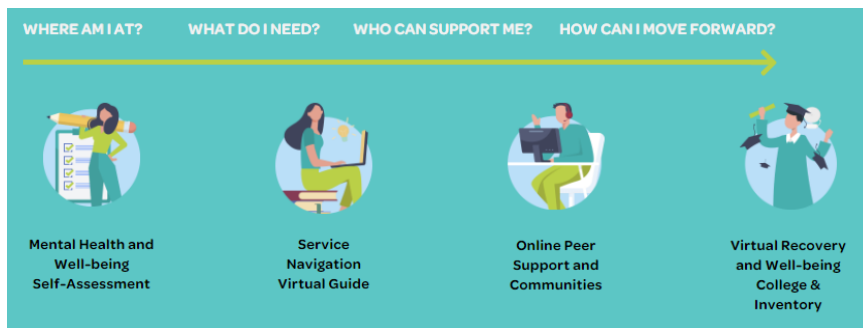 WHERE AM I AT?
WHAT DO I NEED?
WHO CAN SUPPORT ME?
HOW CAN I MOVE FORWARD?
Mental Health and
Well-being
Self-Assessment
Service
Navigation
Virtual Guide
Online Peer
Support and
Communities
Virtual Recovery
and Well-being
College &
Inventory